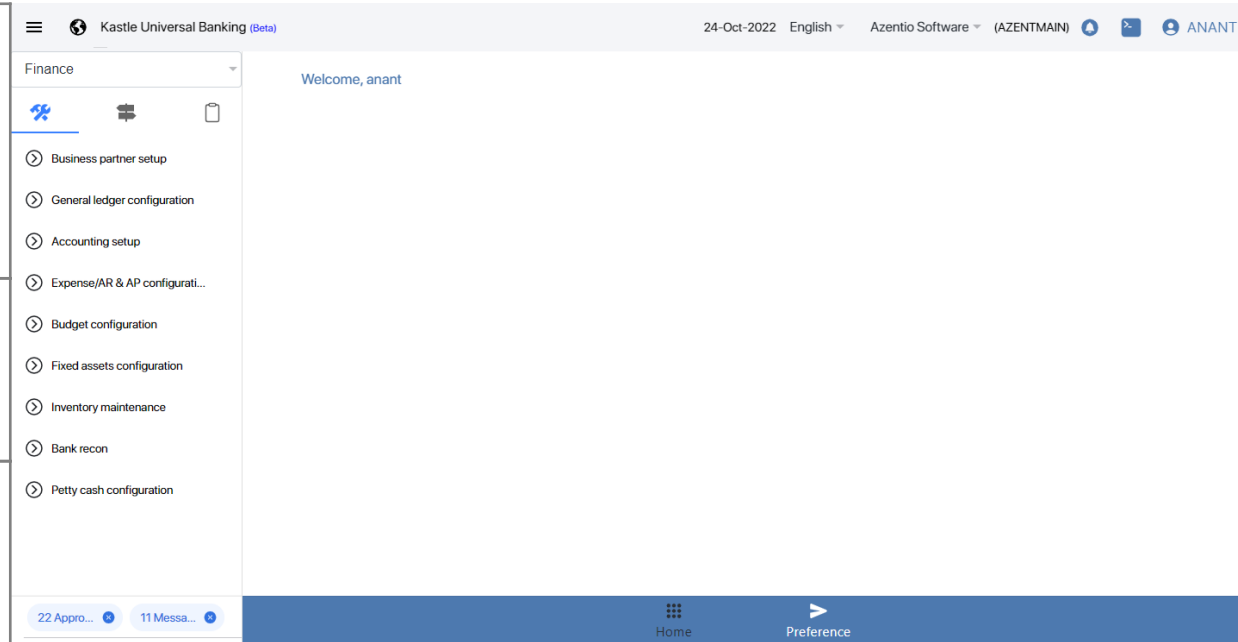 Kastle Universal Banking (Beta)
24-Oct-2022 English Azentio Software (AZENTMAIN) ANANT
Finance
Welcome, anant
Business partner setup
General ledger configuration
Accounting setup
Expense/AR & AP configurati...
Budget configuration
Fixed assets configuration
Inventory maintenance
Bank recon
Petty cash configuration
22 Appro... 11 Messa...
Home Preference